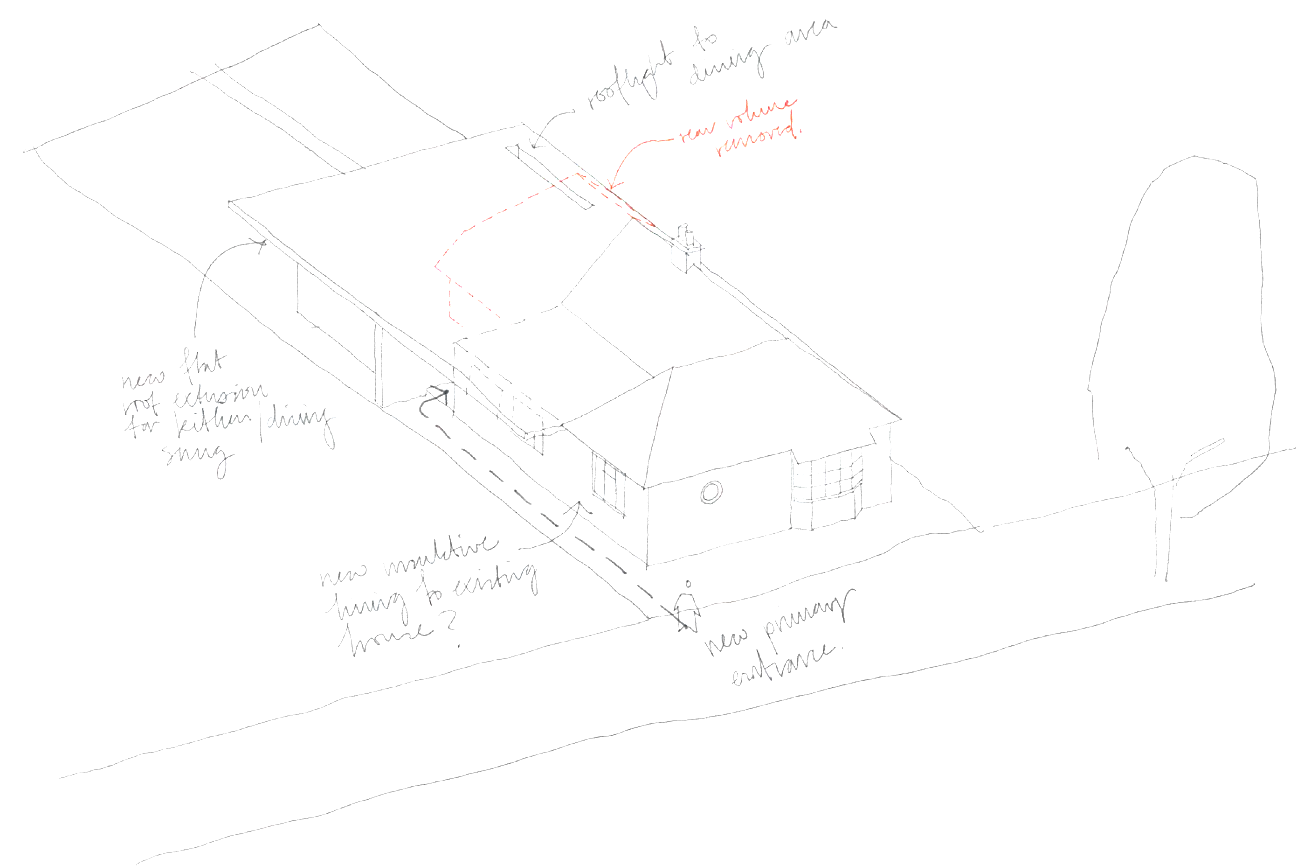 rooflight to
dining area
rear volume
removed.
new flat
roof extension
for kitchen/dining
snug
new insulative
lining to existing
house?
new primary
entrance.